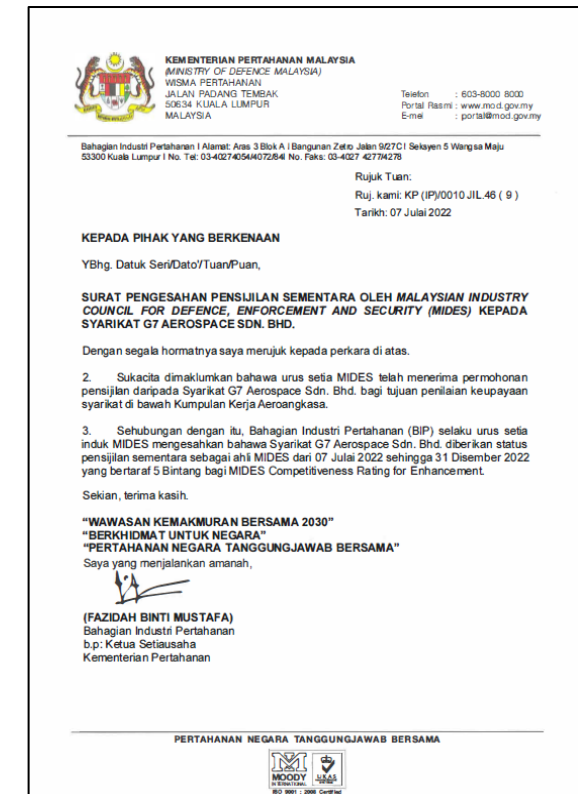 KEMENTERIAN PERTAHANAN MALAYSIA
(MINISTRY OF DEFENCE MALAYSIA)
WISMA PERTAHANAN
JALAN PADANG TEMBAK
50634 KUALA LUMPUR
MALAYSIA
Telefon : 603-8000 8000
Portal Rasmi : www.mod.gov.my
E-mel : portal@mod.gov.my
Bahagian Industri Pertahanan I Alamat: Aras 3 Blok A I Bangunan Zetro Jalan 9/27C I Seksyen 5 Wangsa Maju
53300 Kuala Lumpur I No. Tel: 03-40274054/4072/84I No. Faks: 03-4027 4277/4278
Rujuk Tuan:
Ruj. kami: KP (IP)/0010 JIL.46 ( 9 )
Tarikh: 07 Julai 2022
KEPADA PIHAK YANG BERKENAAN
YBhg. Datuk Seri/Dato'/Tuan/Puan,
SURAT PENGESAHAN PENSIJILAN SEMENTARA OLEH MALAYSIAN INDUSTRY
COUNCIL FOR DEFENCE, ENFORCEMENT AND SECURITY (MIDES) KEPADA
SYARIKAT G7 AEROSPACE SDN. BHD.
Dengan segala hormatnya saya merujuk kepada perkara di atas.
2. Sukacita dimaklumkan bahawa urus setia MIDES telah menerima permohonan
pensijilan daripada Syarikat G7 Aerospace Sdn. Bhd. bagi tujuan penilaian keupayaan
syarikat di bawah Kumpulan Kerja Aeroangkasa.
3. Sehubungan dengan itu, Bahagian Industri Pertahanan (BIP) selaku urus setia
induk MIDES mengesahkan bahawa Syarikat G7 Aerospace Sdn. Bhd. diberikan status
pensijilan sementara sebagai ahli MIDES dari 07 Julai 2022 sehingga 31 Disember 2022
yang bertaraf 5 Bintang bagi MIDES Competitiveness Rating for Enhancement.
Sekian, terima kasih.
“WAWASAN KEMAKMURAN BERSAMA 2030”
“BERKHIDMAT UNTUK NEGARA”
“PERTAHANAN NEGARA TANGGUNGJAWAB BERSAMA”
Saya yang menjalankan amanah,
(FAZIDAH BINTI MUSTAFA)
Bahagian Industri Pertahanan
b.p: Ketua Setiausaha
Kementerian Pertahanan
PERTAHANAN NEGARA TANGGUNGJAWAB BERSAMA
MOODY
INTERNATIONAL
UKAS
ISO 9001 : 2008 Certified